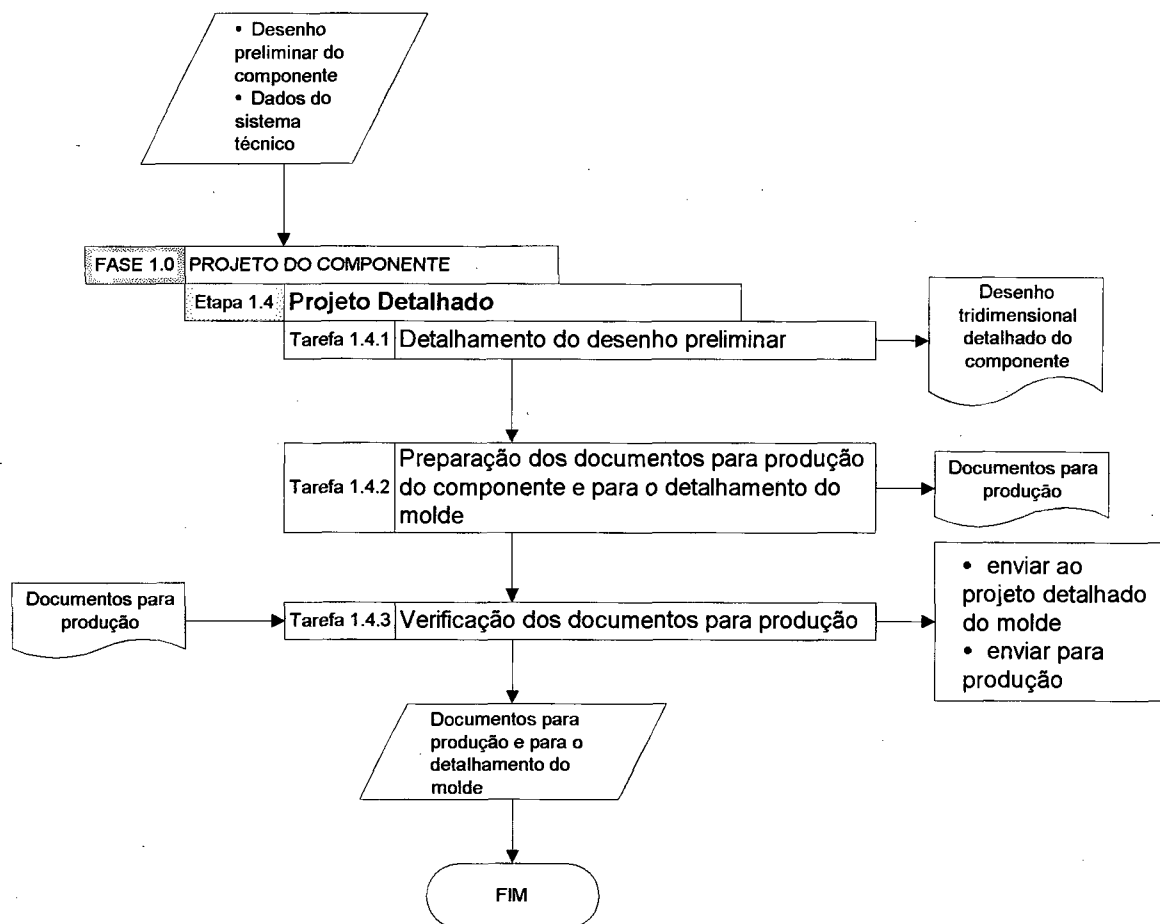 • Desenho
preliminar do
componente
• Dados do
sistema
técnico
FASE 1.0 PROJETO DO COMPONENTE
Etapa 1.4 Projeto Detalhado
Tarefa 1.4.1 Detalhamento do desenho preliminar
Desenho
tridimensional
detalhado do
componente
Tarefa 1.4.2 Preparação dos documentos para produção
do componente e para o detalhamento do
molde
Documentos para
produção
Documentos para
produção
Tarefa 1.4.3 Verificação dos documentos para produção
• enviar ao
projeto detalhado
do molde
• enviar para
produção
Documentos para
produção e para o
detalhamento do
molde
FIM